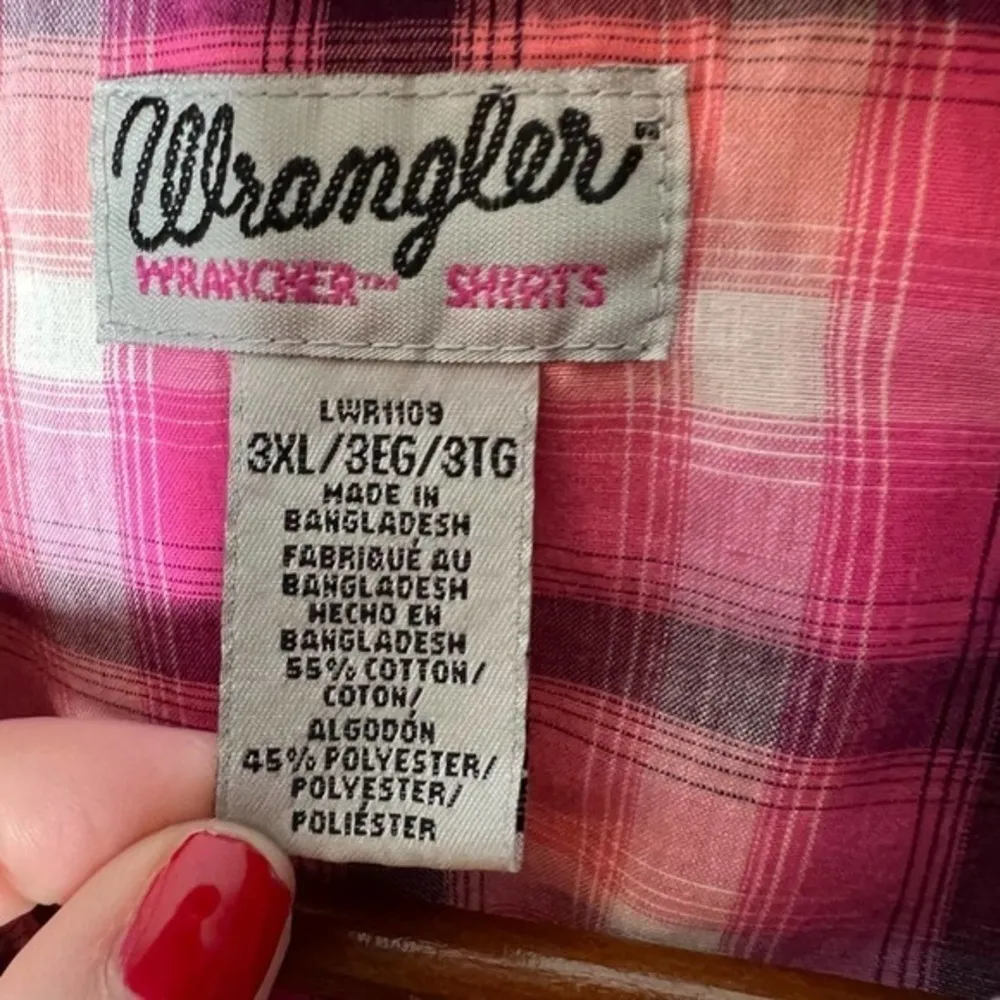 Wrangler
WRANCHER™ SHIRTS
LWR1109
3XL/3EG/3TG
MADE IN
BANGLADESH
FABRIQUÉ AU
BANGLADESH
HECHO EN
BANGLADESH
55% COTTON/
COTON/
ALGODÓN
45% POLYESTER/
POLYESTER/
POLIÉSTER